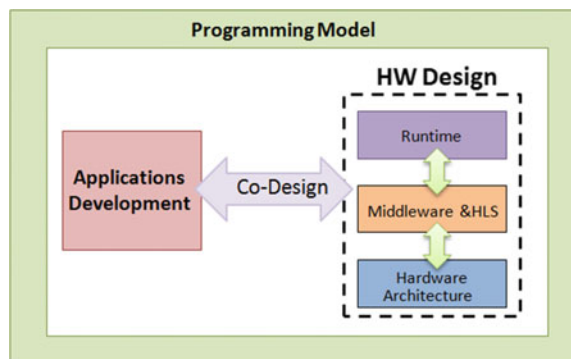 Programming Model
HW Design
Applications
Development
Co-Design
Runtime
Middleware &HLS
Hardware
Architecture